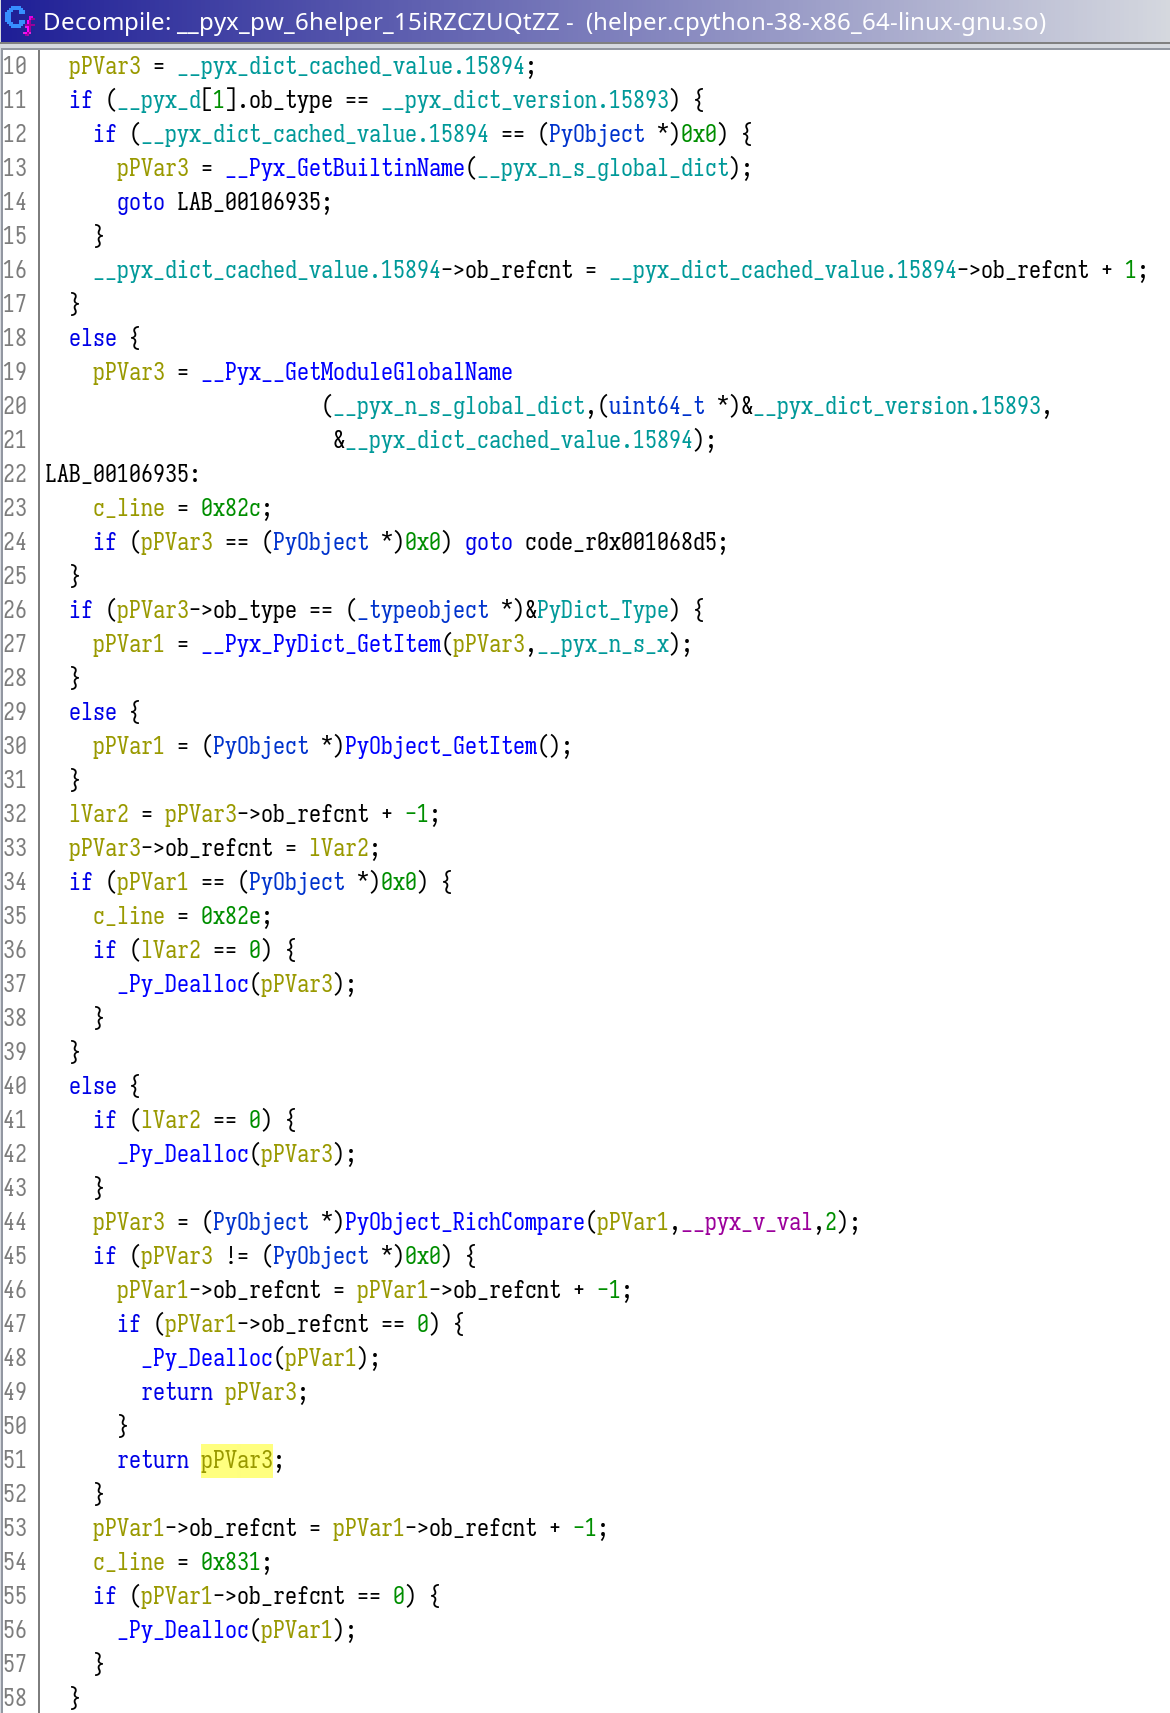 Decompile: __pyx_pw_6helper_15iRZCZUQtZZ - (helper.cpython-38-x86_64-linux-gnu.so)
10 pPVar3 = __pyx_dict_cached_value.15894;
11 if (__pyx_d[1].ob_type == __pyx_dict_version.15893) {
12 if (__pyx_dict_cached_value.15894 == (PyObject *)0x0) {
13 pPVar3 = __Pyx_GetBuiltinName(__pyx_n_s_global_dict);
14 goto LAB_00106935;
15 }
16 __pyx_dict_cached_value.15894->ob_refcnt = __pyx_dict_cached_value.15894->ob_refcnt + 1;
17 }
18 else {
19 pPVar3 = __Pyx__GetModuleGlobalName
20 (__pyx_n_s_global_dict,(uint64_t *)&__pyx_dict_version.15893,
21 &__pyx_dict_cached_value.15894);
22 LAB_00106935:
23 c_line = 0x82c;
24 if (pPVar3 == (PyObject *)0x0) goto code_r0x001068d5;
25 }
26 if (pPVar3->ob_type == (_typeobject *)&PyDict_Type) {
27 pPVar1 = __Pyx_PyDict_GetItem(pPVar3,__pyx_n_s_x);
28 }
29 else {
30 pPVar1 = (PyObject *)PyObject_GetItem();
31 }
32 lVar2 = pPVar3->ob_refcnt + -1;
33 pPVar3->ob_refcnt = lVar2;
34 if (pPVar1 == (PyObject *)0x0) {
35 c_line = 0x82e;
36 if (lVar2 == 0) {
37 _Py_Dealloc(pPVar3);
38 }
39 }
40 else {
41 if (lVar2 == 0) {
42 _Py_Dealloc(pPVar3);
43 }
44 pPVar3 = (PyObject *)PyObject_RichCompare(pPVar1,__pyx_v_val,2);
45 if (pPVar3 != (PyObject *)0x0) {
46 pPVar1->ob_refcnt = pPVar1->ob_refcnt + -1;
47 if (pPVar1->ob_refcnt == 0) {
48 _Py_Dealloc(pPVar1);
49 return pPVar3;
50 }
51 return pPVar3;
52 }
53 pPVar1->ob_refcnt = pPVar1->ob_refcnt + -1;
54 c_line = 0x831;
55 if (pPVar1->ob_refcnt == 0) {
56 _Py_Dealloc(pPVar1);
57 }
58 }